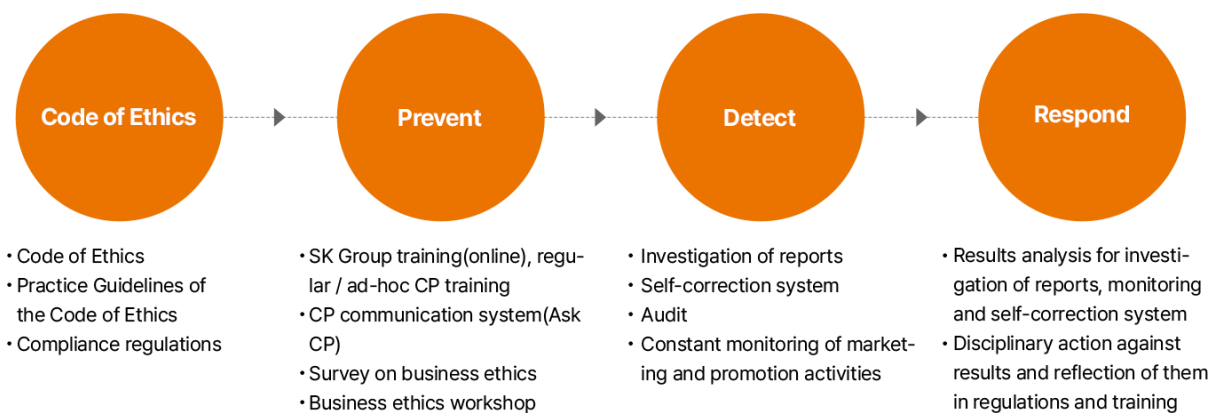 Code of Ethics
Prevent
Detect
Respond
· Code of Ethics
· Practice Guidelines of
the Code of Ethics
· Compliance regulations
· SK Group training(online), regu-
lar / ad-hoc CP training
· CP communication system(Ask
CP)
· Survey on business ethics
· Business ethics workshop
· Investigation of reports
· Self-correction system
· Audit
· Constant monitoring of market-
ing and promotion activities
· Results analysis for investi-
gation of reports, monitoring
and self-correction system
· Disciplinary action against
results and reflection of them
in regulations and training